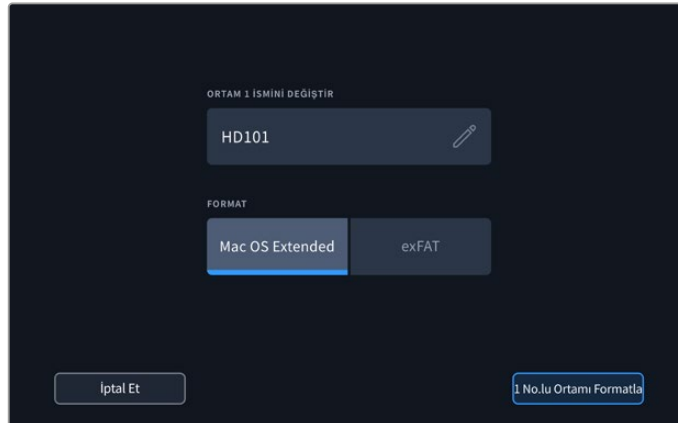 ORTAM 1 İSMİNİ DEĞİŞTİR
HD101
FORMAT
Mac OS Extended
exFAT
İptal Et
1 No.lu Ortamı Formatla